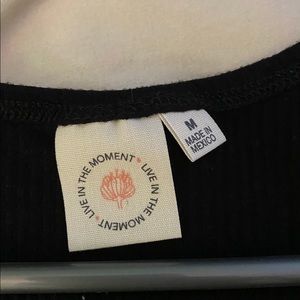 LIVE IN THE MOMENT • LIVE IN THE MOMENT •
M
MADE IN
MEXICO